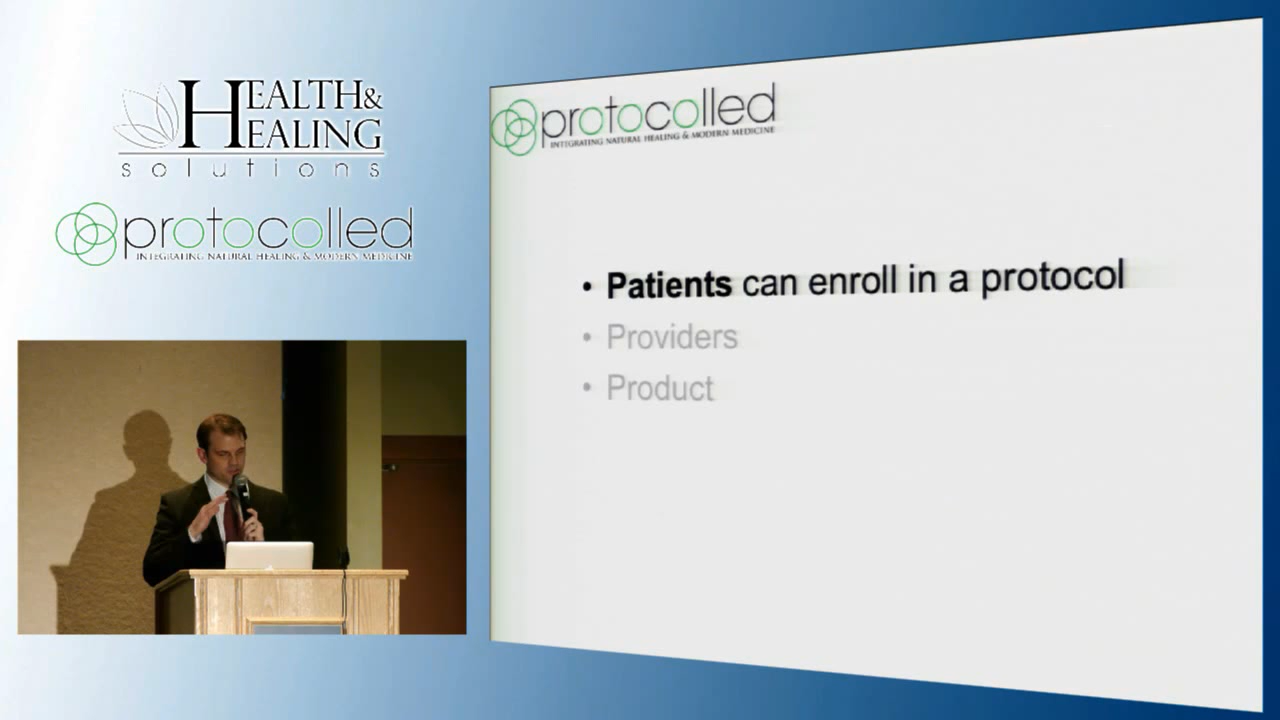 HEALTH&
HEALING
solutions
protocolled
INTEGRATING NATURAL HEALING & MODERN MEDICINE
protocolled
INTEGRATING NATURAL HEALING & MODERN MEDICINE
• Patients can enroll in a protocol
• Providers
• Product